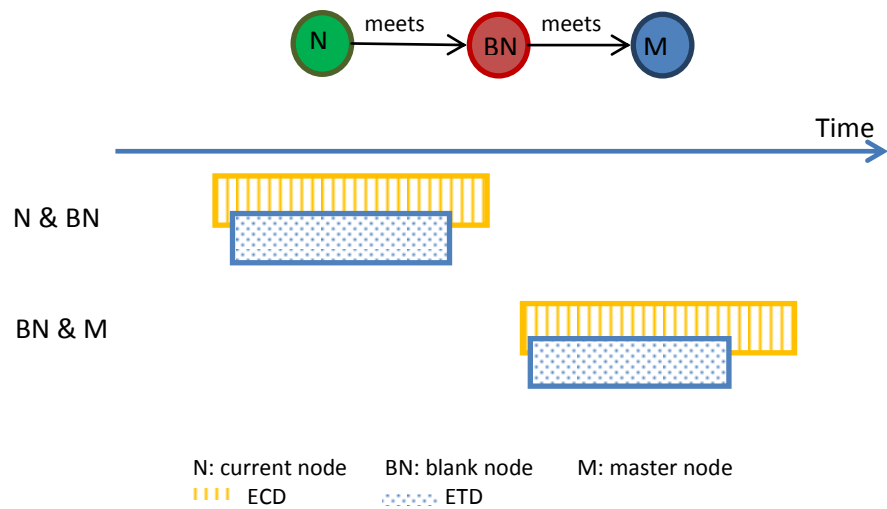 meets meets
N BN M
Time
N & BN
BN & M
N: current node BN: blank node M: master node
ECD ETD